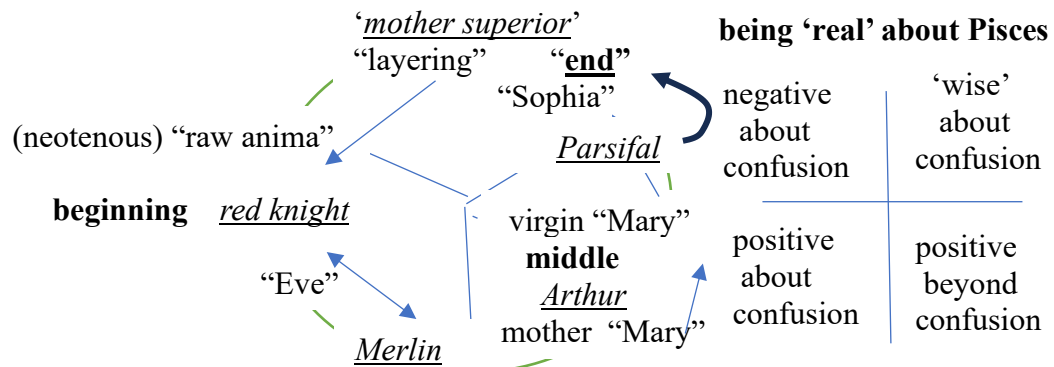 ‘mother superior’
“layering” “end”
“Sophia”
(neotenous) “raw anima”
Parsifal
beginning red knight
virgin “Mary”
middle
“Eve”
Arthur
mother “Mary”
Merlin
being ‘real’ about Pisces
negative
about
confusion
‘wise’
about
confusion
positive
about
confusion
positive
beyond
confusion